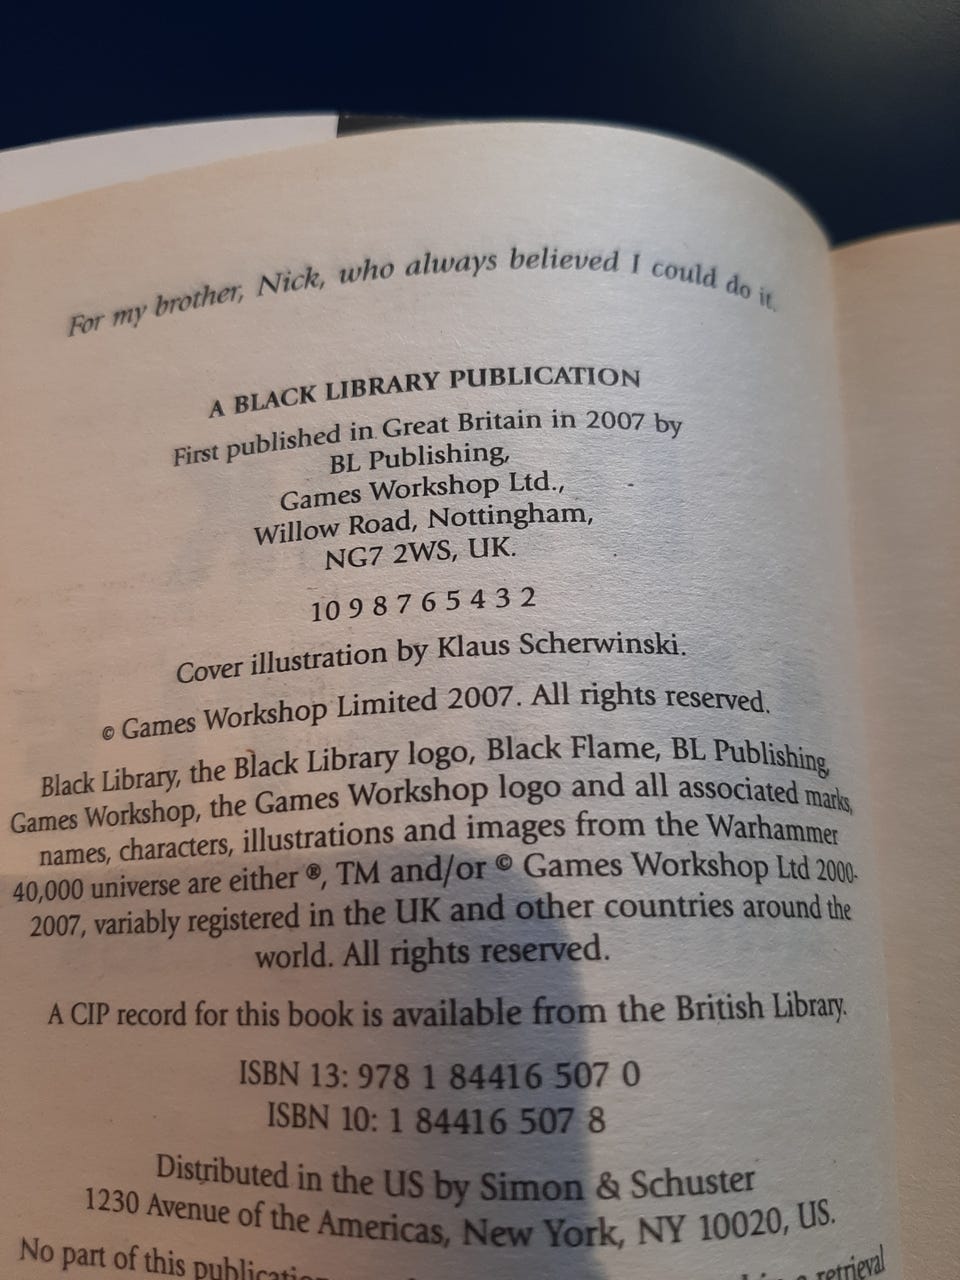 For my brother, Nick, who always believed I could do it.
A BLACK LIBRARY PUBLICATION
First published in Great Britain in 2007 by
BL Publishing,
Games Workshop Ltd.,
Willow Road, Nottingham,
NG7 2WS, UK.
10 9 8 7 6 5 4 3 2
Cover illustration by Klaus Scherwinski.
© Games Workshop Limited 2007. All rights reserved.
Black Library, the Black Library logo, Black Flame, BL Publishing,
Games Workshop, the Games Workshop logo and all associated marks,
names, characters, illustrations and images from the Warhammer
40,000 universe are either ®, TM and/or © Games Workshop Ltd 2000-
2007, variably registered in the UK and other countries around the
world. All rights reserved.
A CIP record for this book is available from the British Library.
ISBN 13: 978 1 84416 507 0
ISBN 10: 1 84416 507 8
Distributed in the US by Simon & Schuster
1230 Avenue of the Americas, New York, NY 10020, US.
No part of this publication retrieval